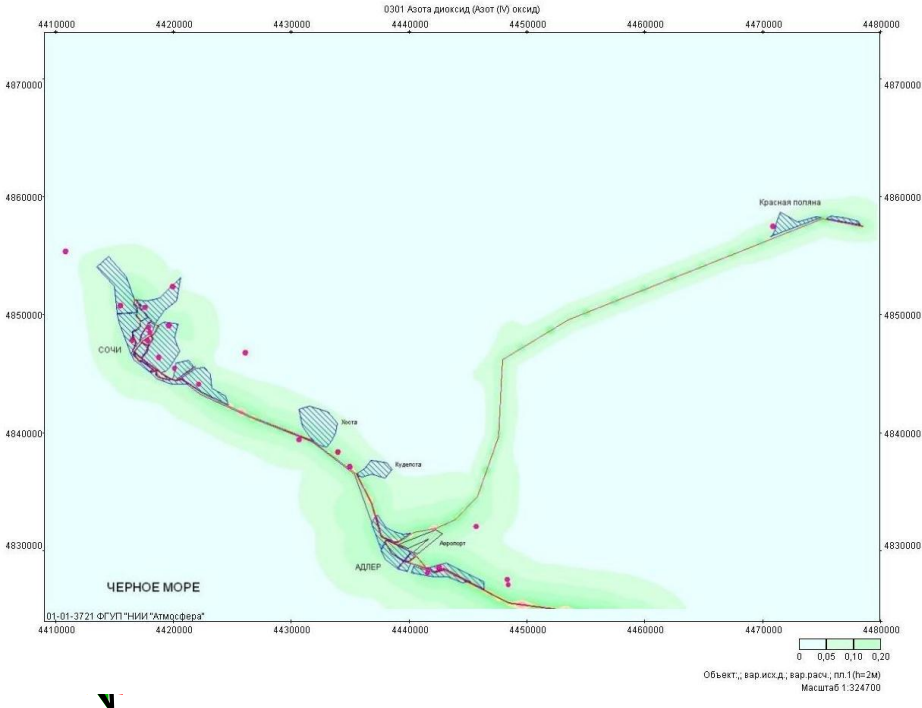 0301 Азота диоксид (Азот (IV) оксид)
4410000 4420000 4430000 4440000 4450000 4460000 4470000 4480000
4870000 4870000
4860000 4860000
Красная поляна
4850000 4850000
СОЧИ
4840000 4840000
Хоста
Кудепста
4830000 4830000
Аэропорт
АДЛЕР
ЧЕРНОЕ МОРЕ
01-01-3721 ФГУП "НИИ "Атмосфера"
4410000 4420000 4430000 4440000 4450000 4460000 4470000 4480000
0 0,05 0,10 0,20
Объект:,; вар.исх.д.; вар.расч.; пл.1(h=2м)
Масштаб 1:324700